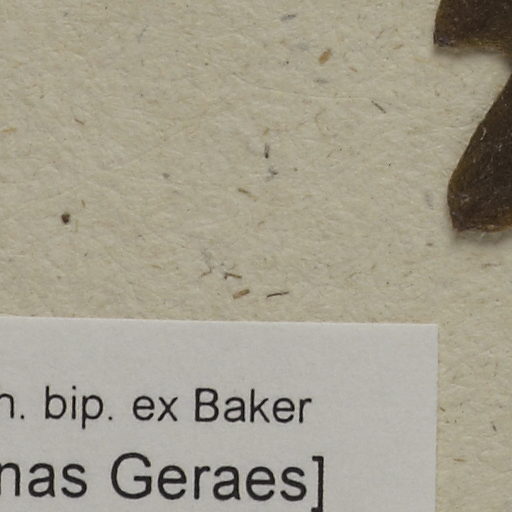 n. bip. ex Baker
nas Geraes]